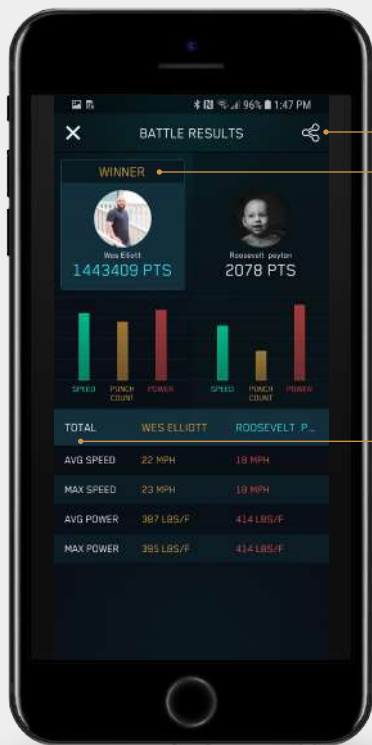 96% 1:47 PM
BATTLE RESULTS
WINNER
Wes Elliott
1443409 PTS
Roosevelt peyton
2078 PTS
SPEED PUNCH COUNT POWER
SPEED PUNCH COUNT POWER
TOTAL WES ELLIOTT ROOSEVELT P...
AVG SPEED 22 MPH 18 MPH
MAX SPEED 23 MPH 18 MPH
AVG POWER 387 LBS/F 414 LBS/F
MAX POWER 395 LBS/F 414 LBS/F